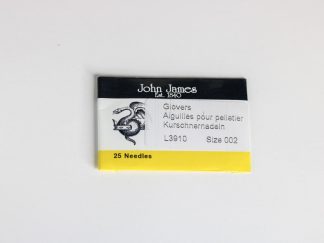 John James
Est. 1840
Glovers
Aiguilles pour pelletier
Kurschnernadeln
L3910 Size 002
25 Needles